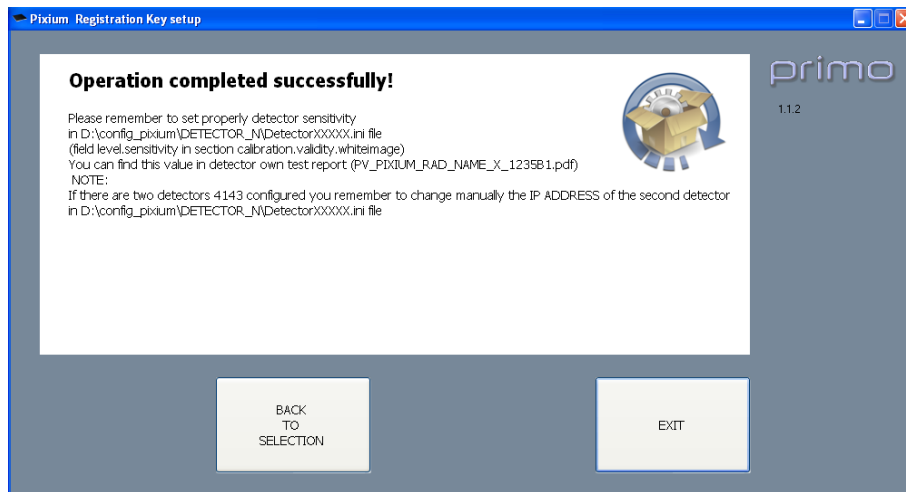 Pixium Registration Key setup
primo
Operation completed successfully!
1.1.2
Please remember to set properly detector sensitivity
in D:\config_pixium\DETECTOR_N\DetectorXXXXX.ini file
(field level.sensitivity in section calibration.validity.whiteimage)
You can find this value in detector own test report (PV_PIXIUM_RAD_NAME_X_1235B1.pdf)
NOTE:
If there are two detectors 4143 configured you remember to change manually the IP ADDRESS of the second detector
in D:\config_pixium\DETECTOR_N\DetectorXXXXX.ini file
BACK
TO
SELECTION
EXIT